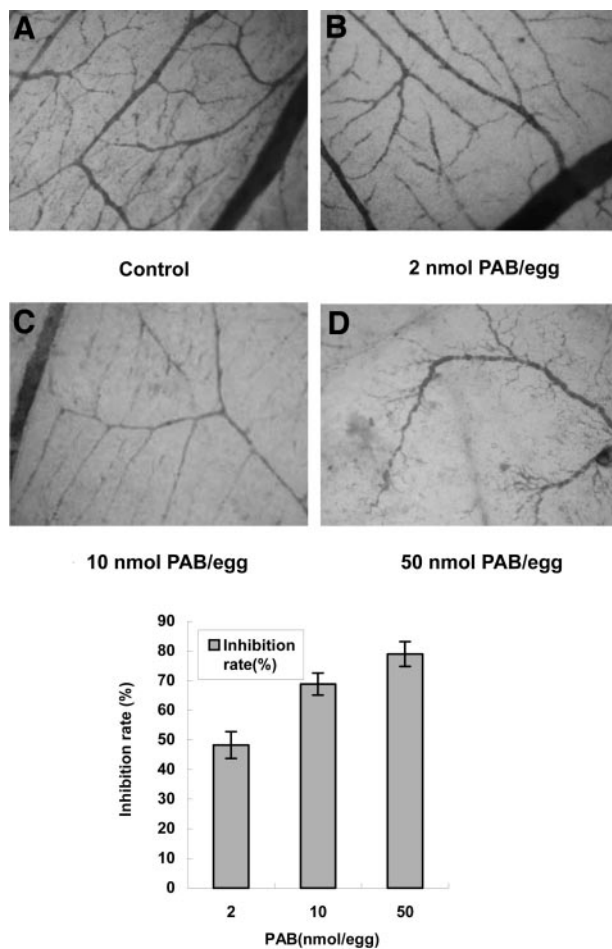 A
B
Control
2 nmol PAB/egg
C
D
10 nmol PAB/egg
50 nmol PAB/egg
90
80
70
60
50
40
30
20
10
0
Inhibition rate (%)
Inhibition
rate(%)
2
10
50
PAB(nmol/egg)